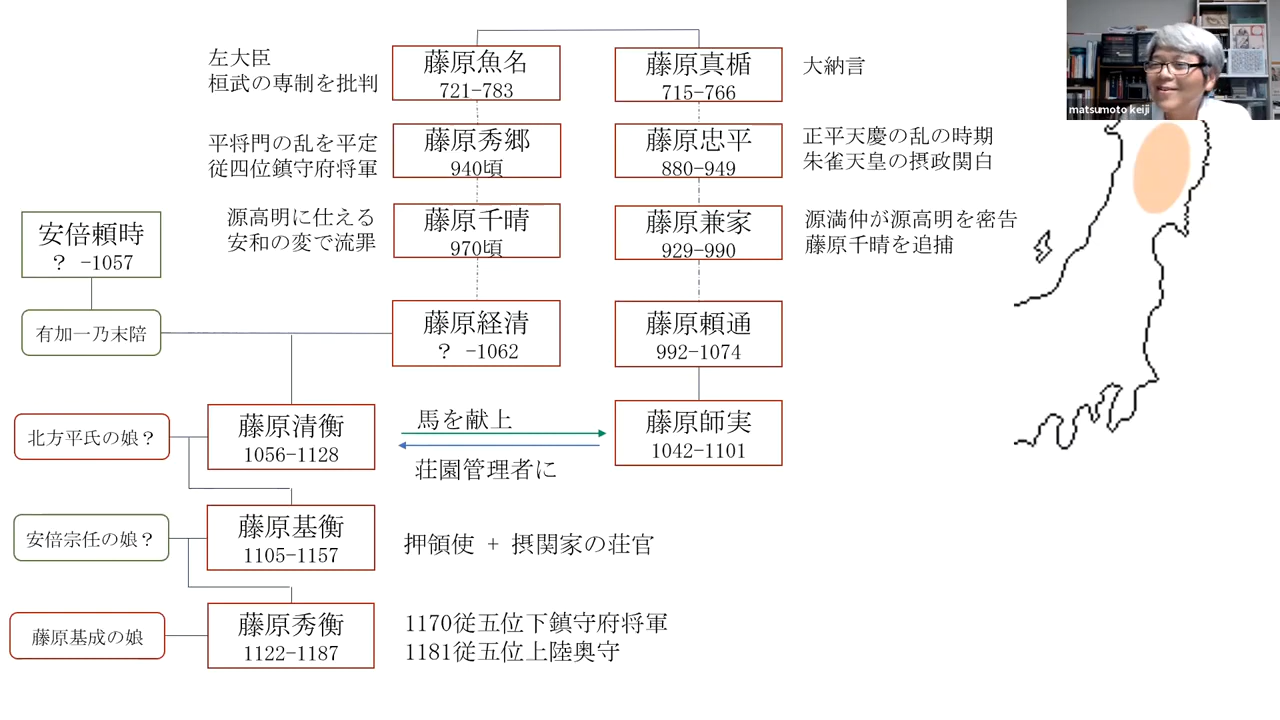 左大臣
桓武の専制を批判
藤原魚名
721-783
藤原真楯
715-766
大納言
matsumoto keiji
平将門の乱を平定
従四位鎮守府将軍
藤原秀郷
940頃
藤原忠平
880-949
正平天慶の乱の時期
朱雀天皇の摂政関白
源高明に仕える
安和の変で流罪
藤原千晴
970頃
藤原兼家
929-990
源満仲が源高明を密告
藤原千晴を追捕
安倍頼時
？ -1057
有加一乃末陪
藤原経清
？ -1062
藤原頼通
992-1074
北方平氏の娘？
藤原清衡
1056-1128
馬を献上
荘園管理者に
藤原師実
1042-1101
安倍宗任の娘？
藤原基衡
1105-1157
押領使 + 摂関家の荘官
藤原基成の娘
藤原秀衡
1122-1187
1170従五位下鎮守府将軍
1181従五位上陸奥守